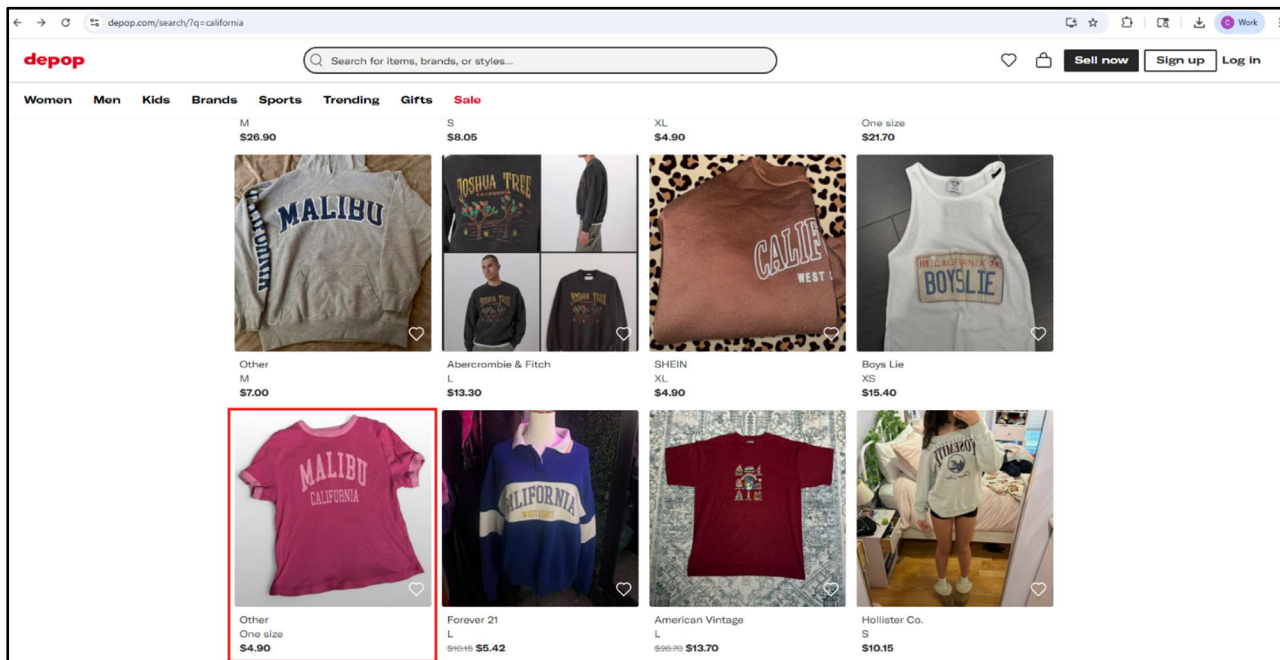 depop.com/search/?q=california
Work
depop
Search for items, brands, or styles...
Sell now
Sign up
Log in
Women Men Kids Brands Sports Trending Gifts Sale
M S XL One size
$26.90 $8.05 $4.90 $21.70
MALIBU
JOSHUA TREE
CALIFORNIA
CALIF
WEST
CALIFORNIA
BOYS LIE
Other Abercrombie & Fitch SHEIN Boys Lie
M L XL XS
$7.00 $13.30 $4.90 $15.40
MALIBU
CALIFORNIA
ALIFORNIA
WEST COAST
YOSEMITE
Other Forever 21 American Vintage Hollister Co.
One size L L S
$4.90 $10.15 $5.42 $26.70 $13.70 $10.15